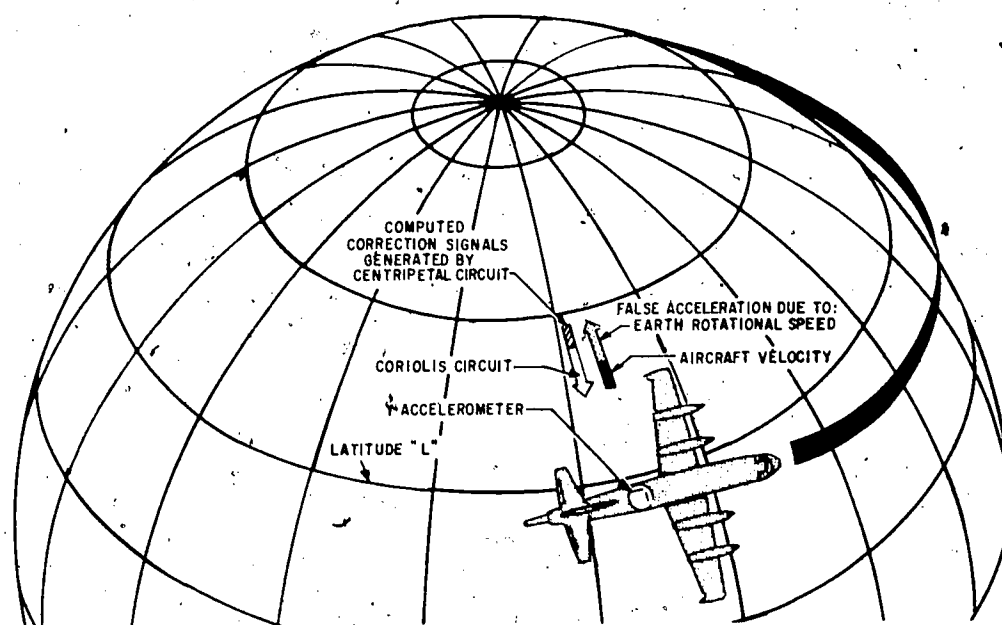 COMPUTED
CORRECTION SIGNALS
GENERATED BY
CENTRIPETAL CIRCUIT
FALSE ACCELERATION DUE TO:
EARTH ROTATIONAL SPEED
AIRCRAFT VELOCITY
CORIOLIS CIRCUIT
Y ACCELEROMETER
LATITUDE "L"